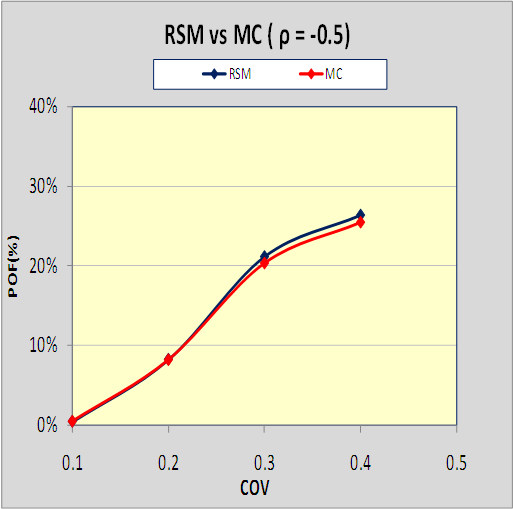 RSM vs MC ( ρ = -0.5)
RSM MC
40%
30%
20%
10%
0%
POF(%)
0.1 0.2 0.3 0.4 0.5
COV